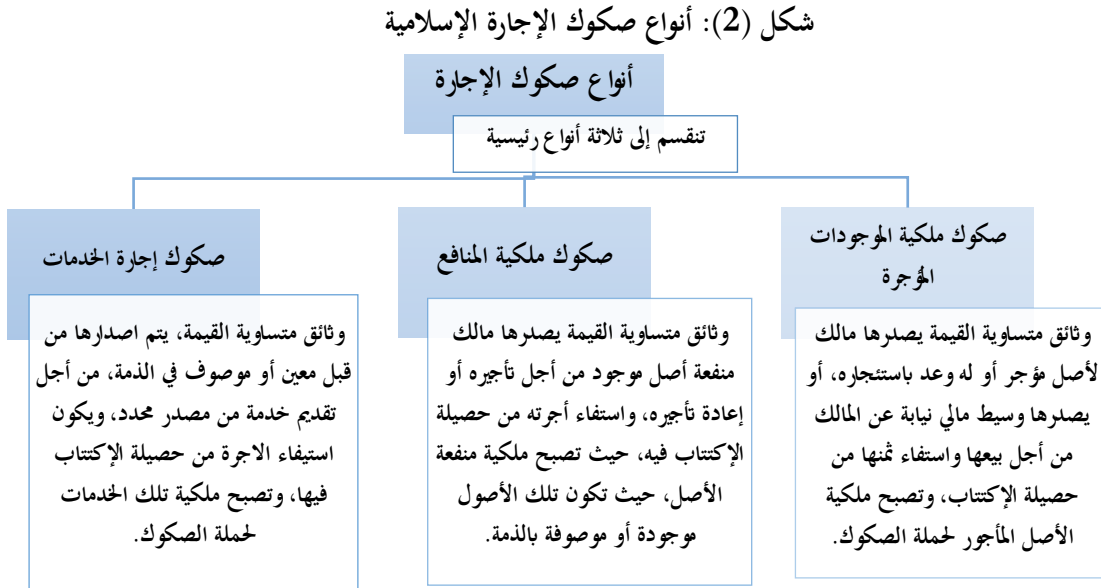 شكل (2): أنواع صكوك الإجارة الإسلامية
أنواع صكوك الإجارة
تنقسم إلى ثلاثة أنواع رئيسية
صكوك ملكية الموجودات
المؤجرة
وثائق متساوية القيمة يصدرها مالك
لأصل مؤجر أو له وعد باستئجاره، أو
يصدرها وسيط مالي نيابة عن المالك
من أجل بيعها واستفاء ثمنها من
حصيلة الإكتتاب، وتصبح ملكية
الأصل المأجور لحملة الصكوك.
صكوك ملكية المنافع
وثائق متساوية القيمة يصدرها مالك
منفعة أصل موجود من أجل تأجيره أو
إعادة تأجيره، واستفاء أجرته من حصيلة
الإكتتاب فيه، حيث تصبح ملكية منفعة
الأصل، حيث تكون تلك الأصول
موجودة أو موصوفة بالذمة.
صكوك إجارة الخدمات
وثائق متساوية القيمة، يتم اصدارها من
قبل معين أو موصوف في الذمة، من أجل
تقديم خدمة من مصدر محدد، ويكون
استيفاء الاجرة من حصيلة الإكتتاب
فيها، وتصبح ملكية تلك الخدمات
لحملة الصكوك.